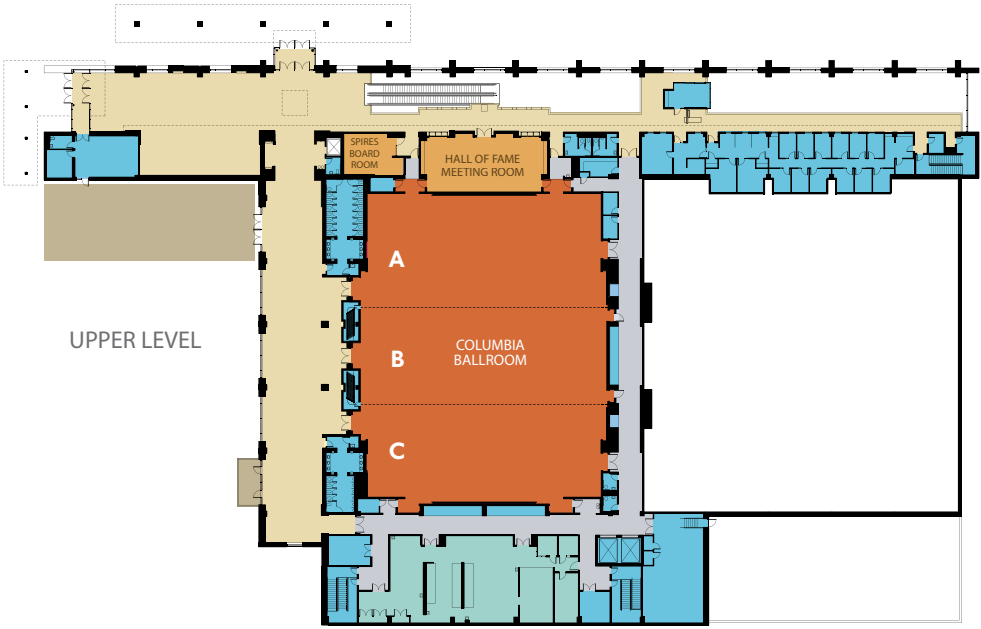 SPIRES
BOARD
ROOM
HALL OF FAME
MEETING ROOM
A
UPPER LEVEL
COLUMBIA
BALLROOM
B
C